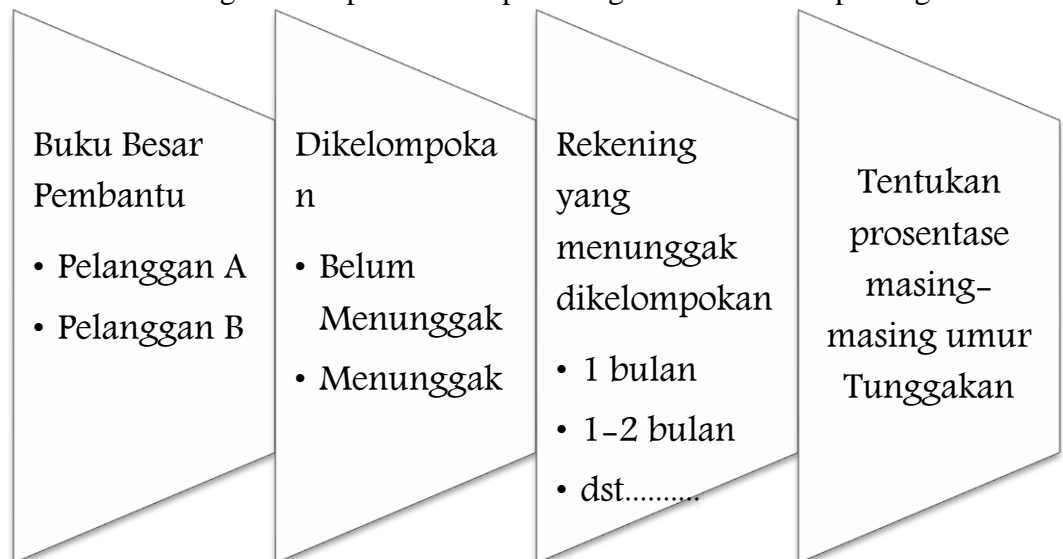 Buku Besar
Pembantu
• Pelanggan A
• Pelanggan B
Dikelompoka
n
• Belum
Menunggak
• Menunggak
Rekening
yang
menunggak
dikelompokan
• 1 bulan
• 1-2 bulan
• dst..........
Tentukan
prosentase
masing-
masing umur
Tunggakan